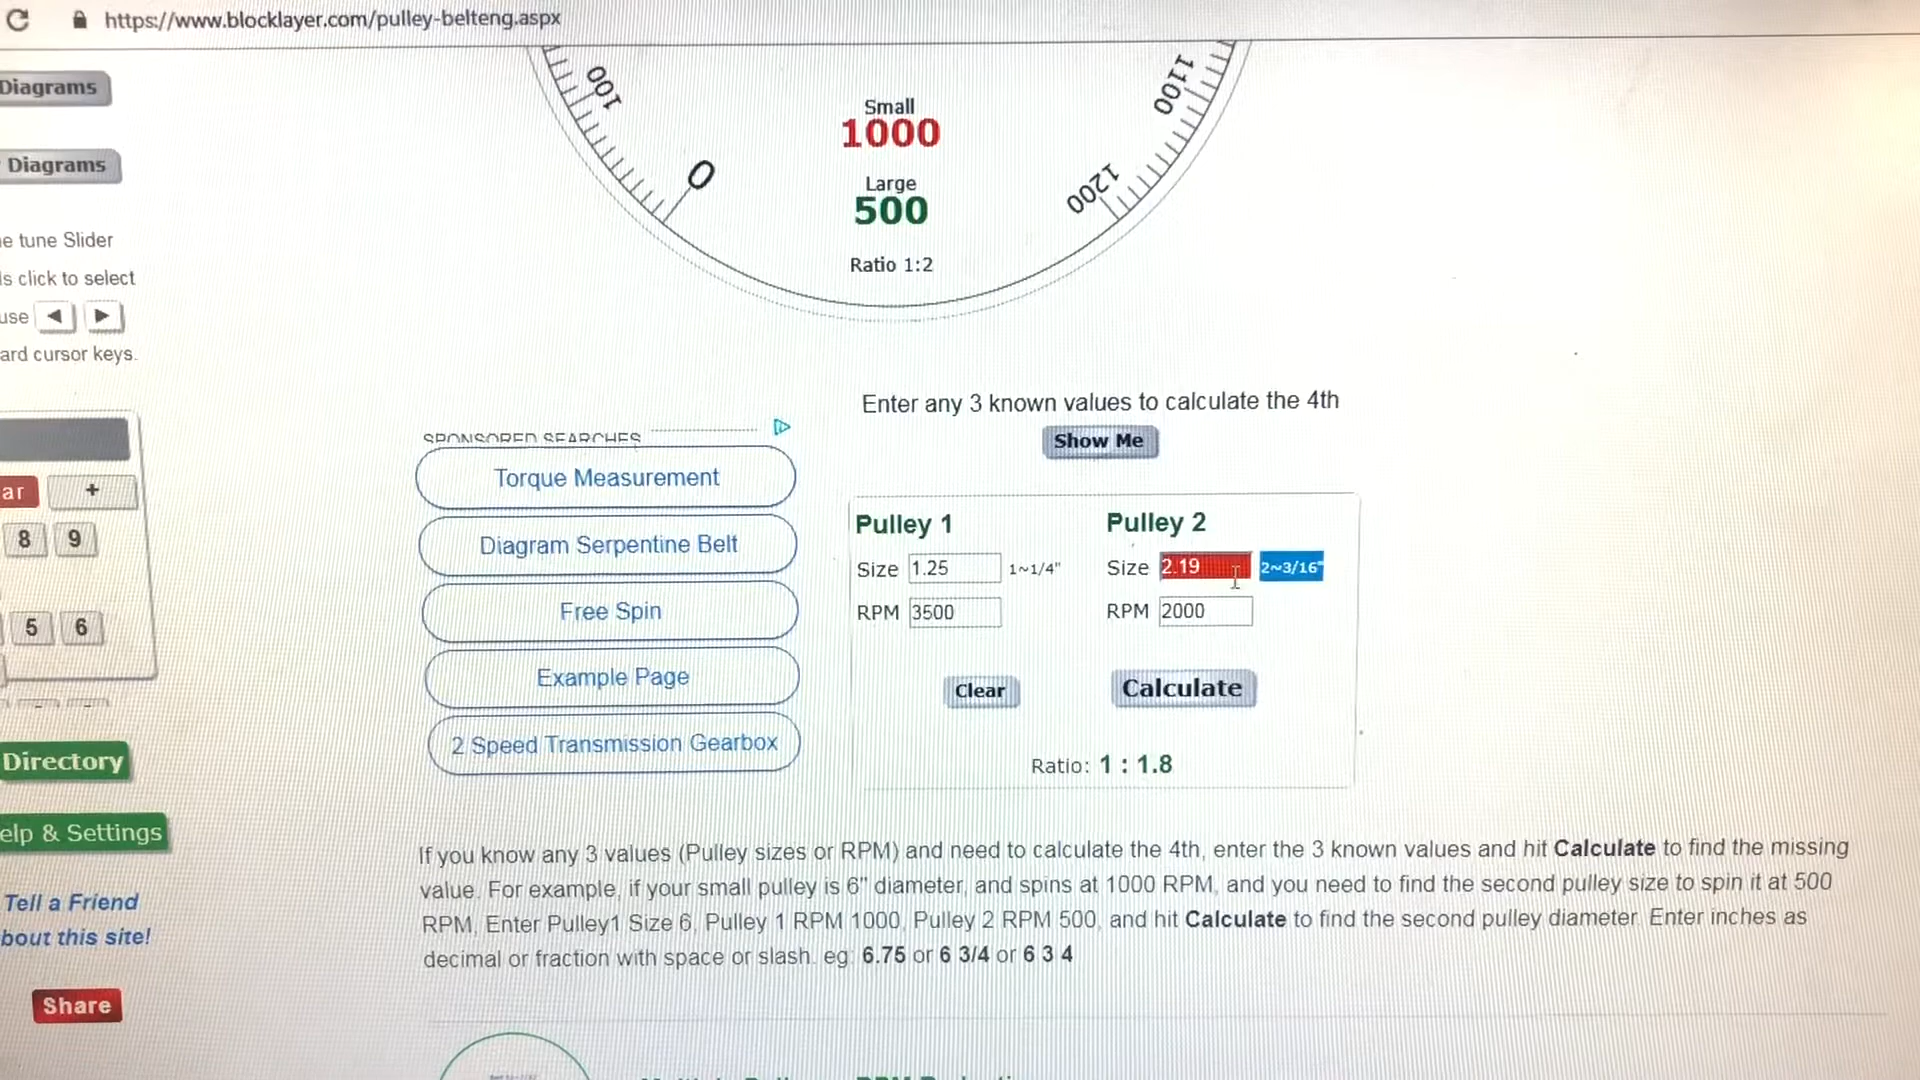 https://www.blocklayer.com/pulley-belteng.aspx
Diagrams
Diagrams
e tune Slider
s click to select
use ◄ ►
ard cursor keys.
ar +
8 9
5 6
Directory
elp & Settings
Tell a Friend
bout this site!
Share
100
0
1100
1200
Small
1000
Large
500
Ratio 1:2
SPONSORED SEARCHES
Torque Measurement
Diagram Serpentine Belt
Free Spin
Example Page
2 Speed Transmission Gearbox
Enter any 3 known values to calculate the 4th
Show Me
Pulley 1 Pulley 2
Size 1.25 1~1/4" Size 2.19 2~3/16"
RPM 3500 RPM 2000
Clear Calculate
Ratio: 1 : 1.8
If you know any 3 values (Pulley sizes or RPM) and need to calculate the 4th, enter the 3 known values and hit Calculate to find the missing
value. For example, if your small pulley is 6" diameter, and spins at 1000 RPM, and you need to find the second pulley size to spin it at 500
RPM, Enter Pulley1 Size 6, Pulley 1 RPM 1000, Pulley 2 RPM 500, and hit Calculate to find the second pulley diameter. Enter inches as
decimal or fraction with space or slash. eg: 6.75 or 6 3/4 or 6 3 4